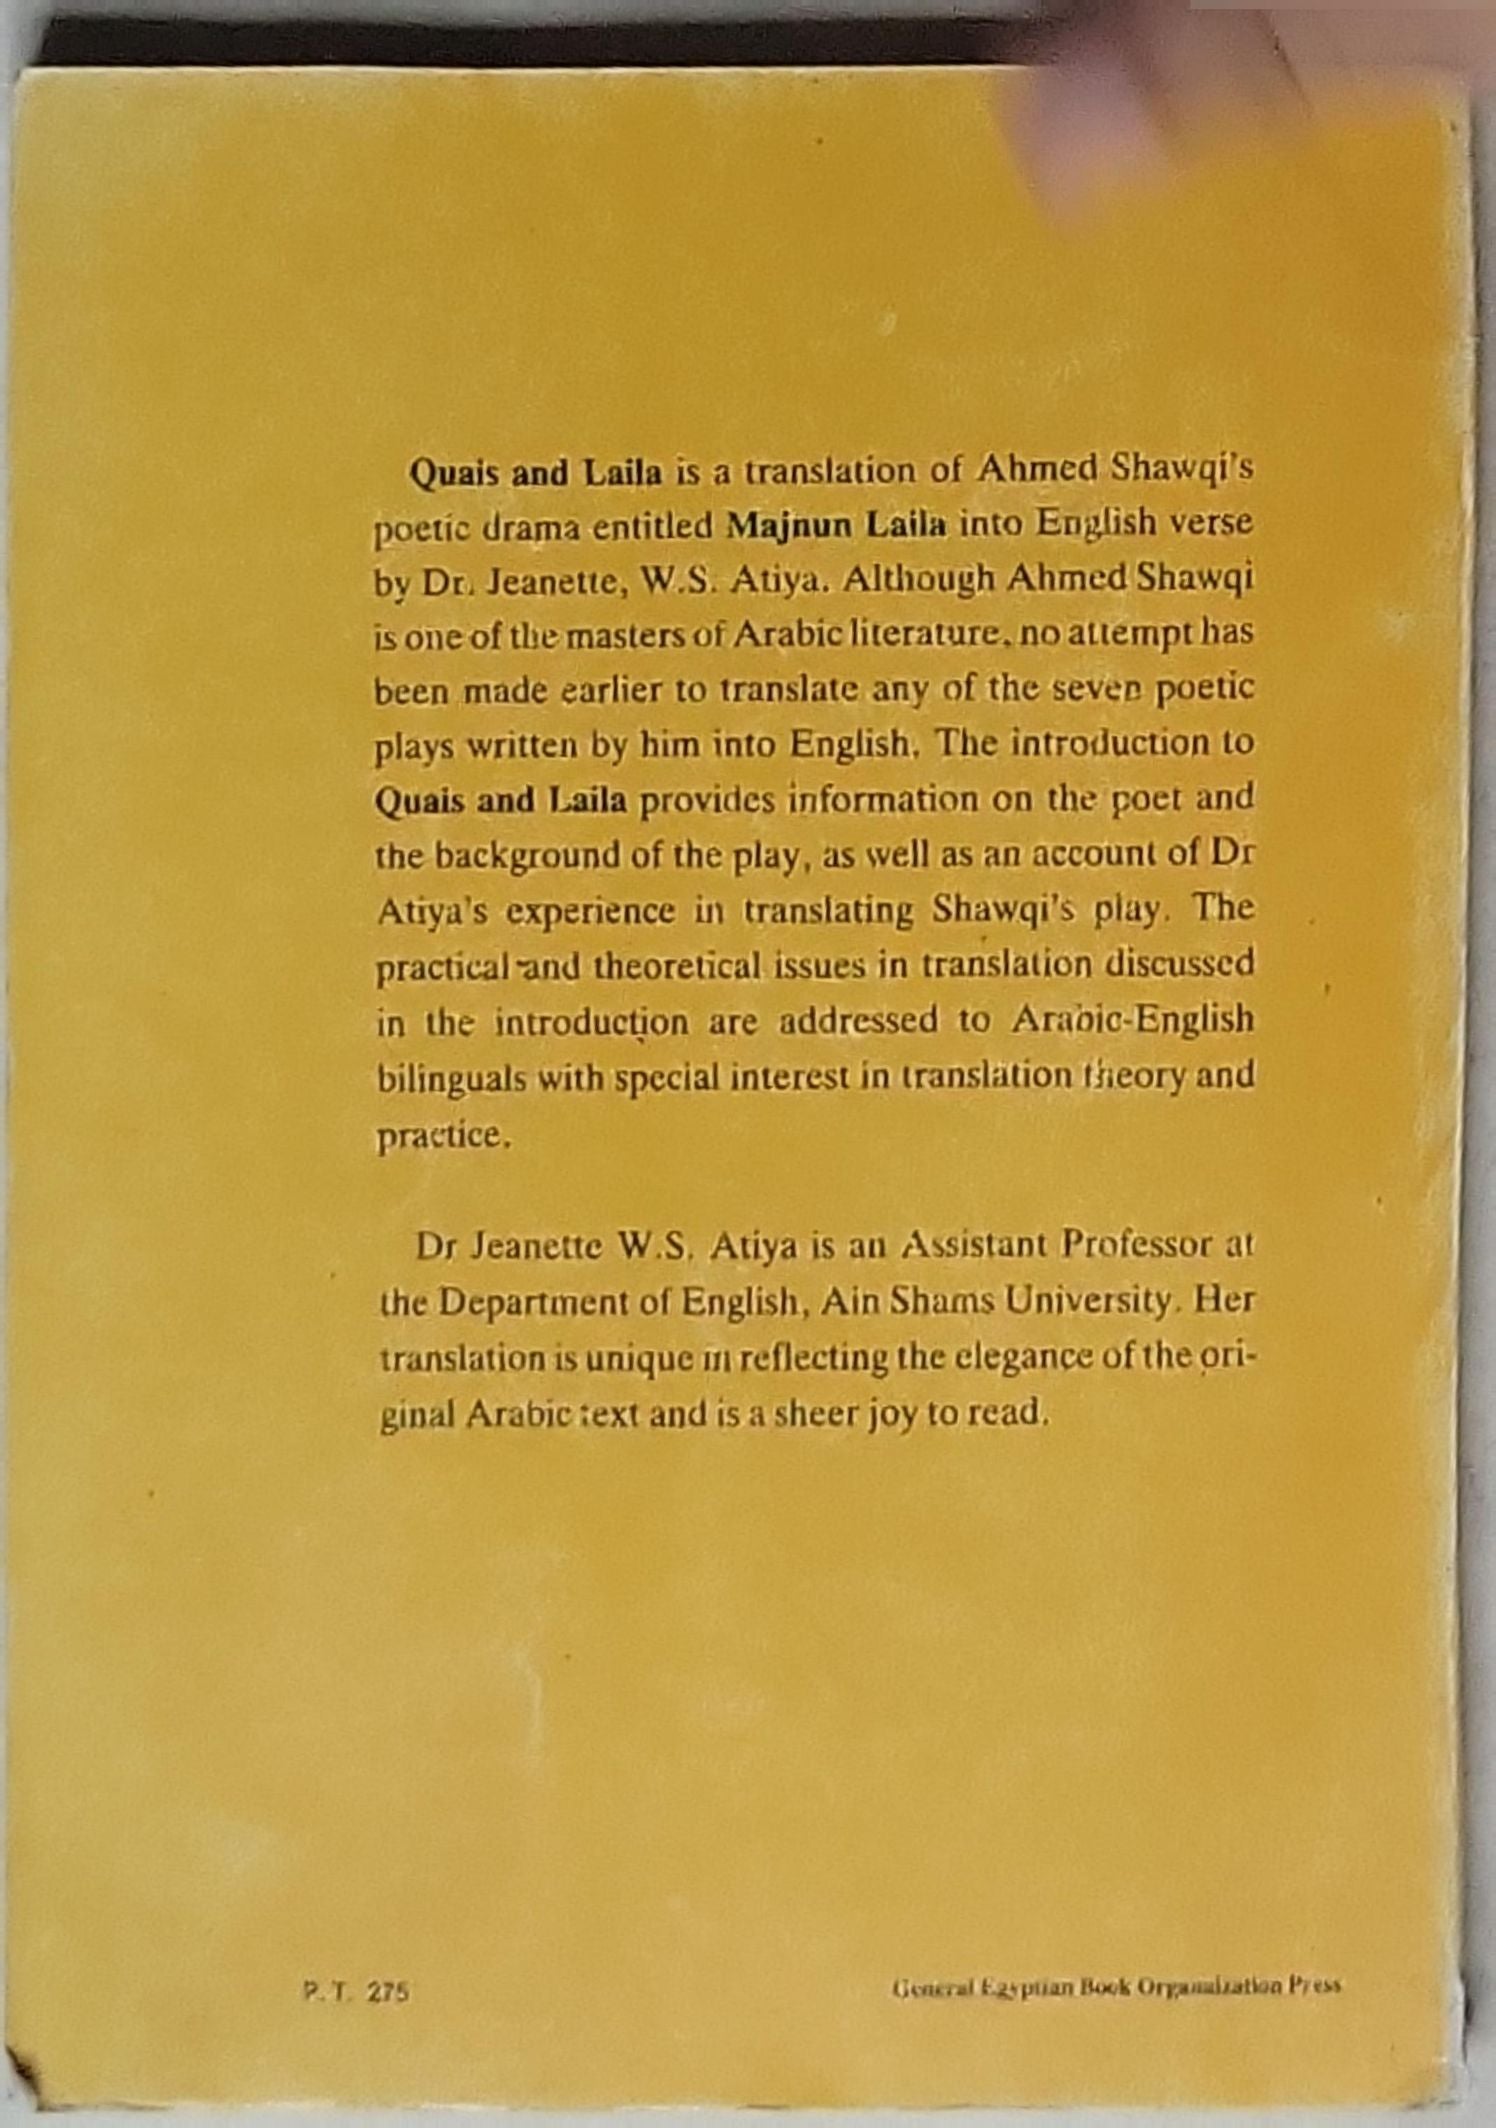 Quais and Laila is a translation of Ahmed Shawqi's
poetic drama entitled Majnun Laila into English verse
by Dr. Jeanette, W.S. Atiya. Although Ahmed Shawqi
is one of the masters of Arabic literature, no attempt has
been made earlier to translate any of the seven poetic
plays written by him into English. The introduction to
Quais and Laila provides information on the poet and
the background of the play, as well as an account of Dr
Atiya's experience in translating Shawqi's play. The
practical and theoretical issues in translation discussed
in the introduction are addressed to Arabic-English
bilinguals with special interest in translation theory and
practice.
Dr Jeanette W.S. Atiya is an Assistant Professor at
the Department of English, Ain Shams University. Her
translation is unique in reflecting the elegance of the ori-
ginal Arabic text and is a sheer joy to read.
P.T. 275
General Egyptian Book Organization Press